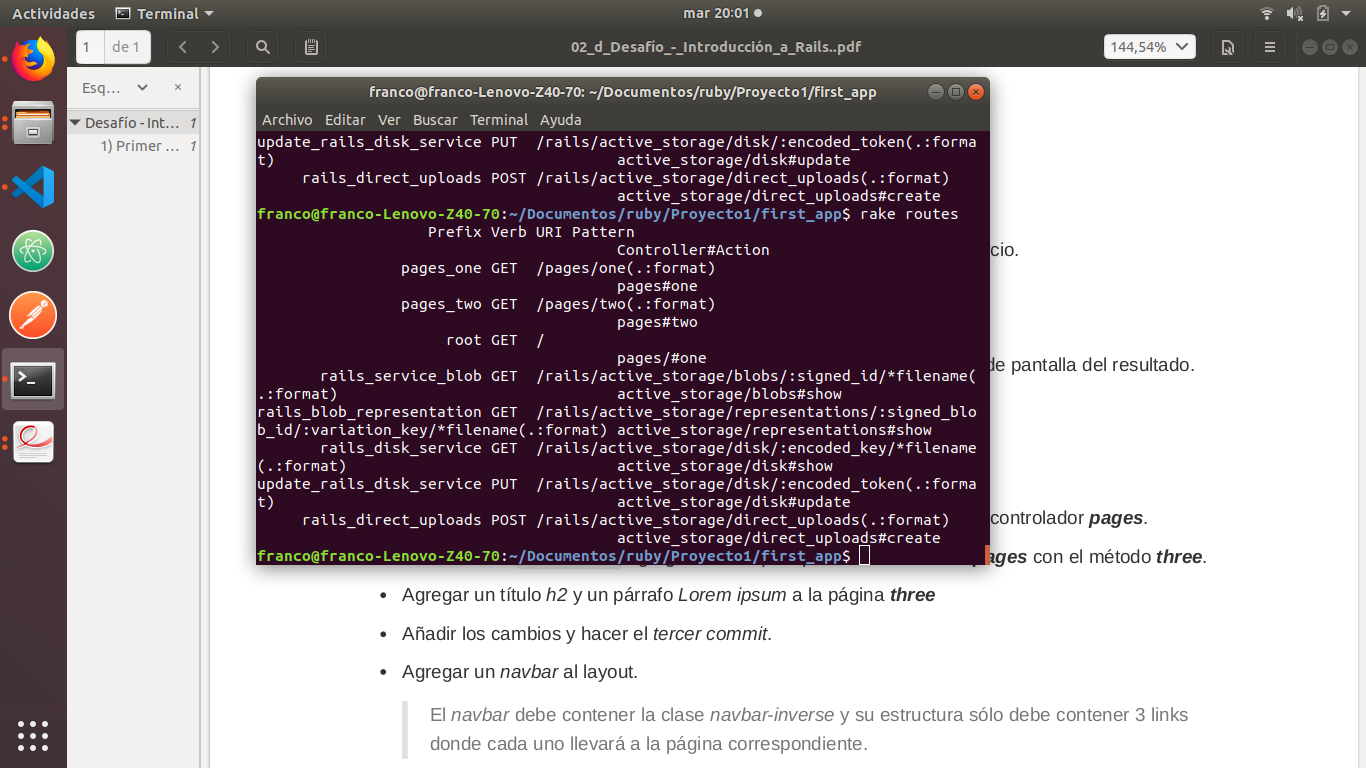 Actividades
Terminal
mar 20:01
1 de 1
02_d_Desafío_-_Introducción_a_Rails..pdf
144,54%
Esq…
Desafío - Int… 1
1) Primer … 1
franco@franco-Lenovo-Z40-70: ~/Documentos/ruby/Proyecto1/first_app
Archivo Editar Ver Buscar Terminal Ayuda
update_rails_disk_service PUT /rails/active_storage/disk/:encoded_token(.:forma
t) active_storage/disk#update
rails_direct_uploads POST /rails/active_storage/direct_uploads(.:format)
active_storage/direct_uploads#create
franco@franco-Lenovo-Z40-70:~/Documentos/ruby/Proyecto1/first_app$ rake routes
Prefix Verb URI Pattern
Controller#Action
pages_one GET /pages/one(.:format)
pages#one
pages_two GET /pages/two(.:format)
pages#two
root GET /
pages/#one
rails_service_blob GET /rails/active_storage/blobs/:signed_id/*filename(
.:format) active_storage/blobs#show
rails_blob_representation GET /rails/active_storage/representations/:signed_blo
b_id/:variation_key/*filename(.:format) active_storage/representations#show
rails_disk_service GET /rails/active_storage/disk/:encoded_key/*filename
(.:format) active_storage/disk#show
update_rails_disk_service PUT /rails/active_storage/disk/:encoded_token(.:forma
t) active_storage/disk#update
rails_direct_uploads POST /rails/active_storage/direct_uploads(.:format)
active_storage/direct_uploads#create
franco@franco-Lenovo-Z40-70:~/Documentos/ruby/Proyecto1/first_app$
cio.
de pantalla del resultado.
controlador pages.
ages con el método three.
• Agregar un título h2 y un párrafo Lorem ipsum a la página three
• Añadir los cambios y hacer el tercer commit.
• Agregar un navbar al layout.
El navbar debe contener la clase navbar-inverse y su estructura sólo debe contener 3 links
donde cada uno llevará a la página correspondiente.